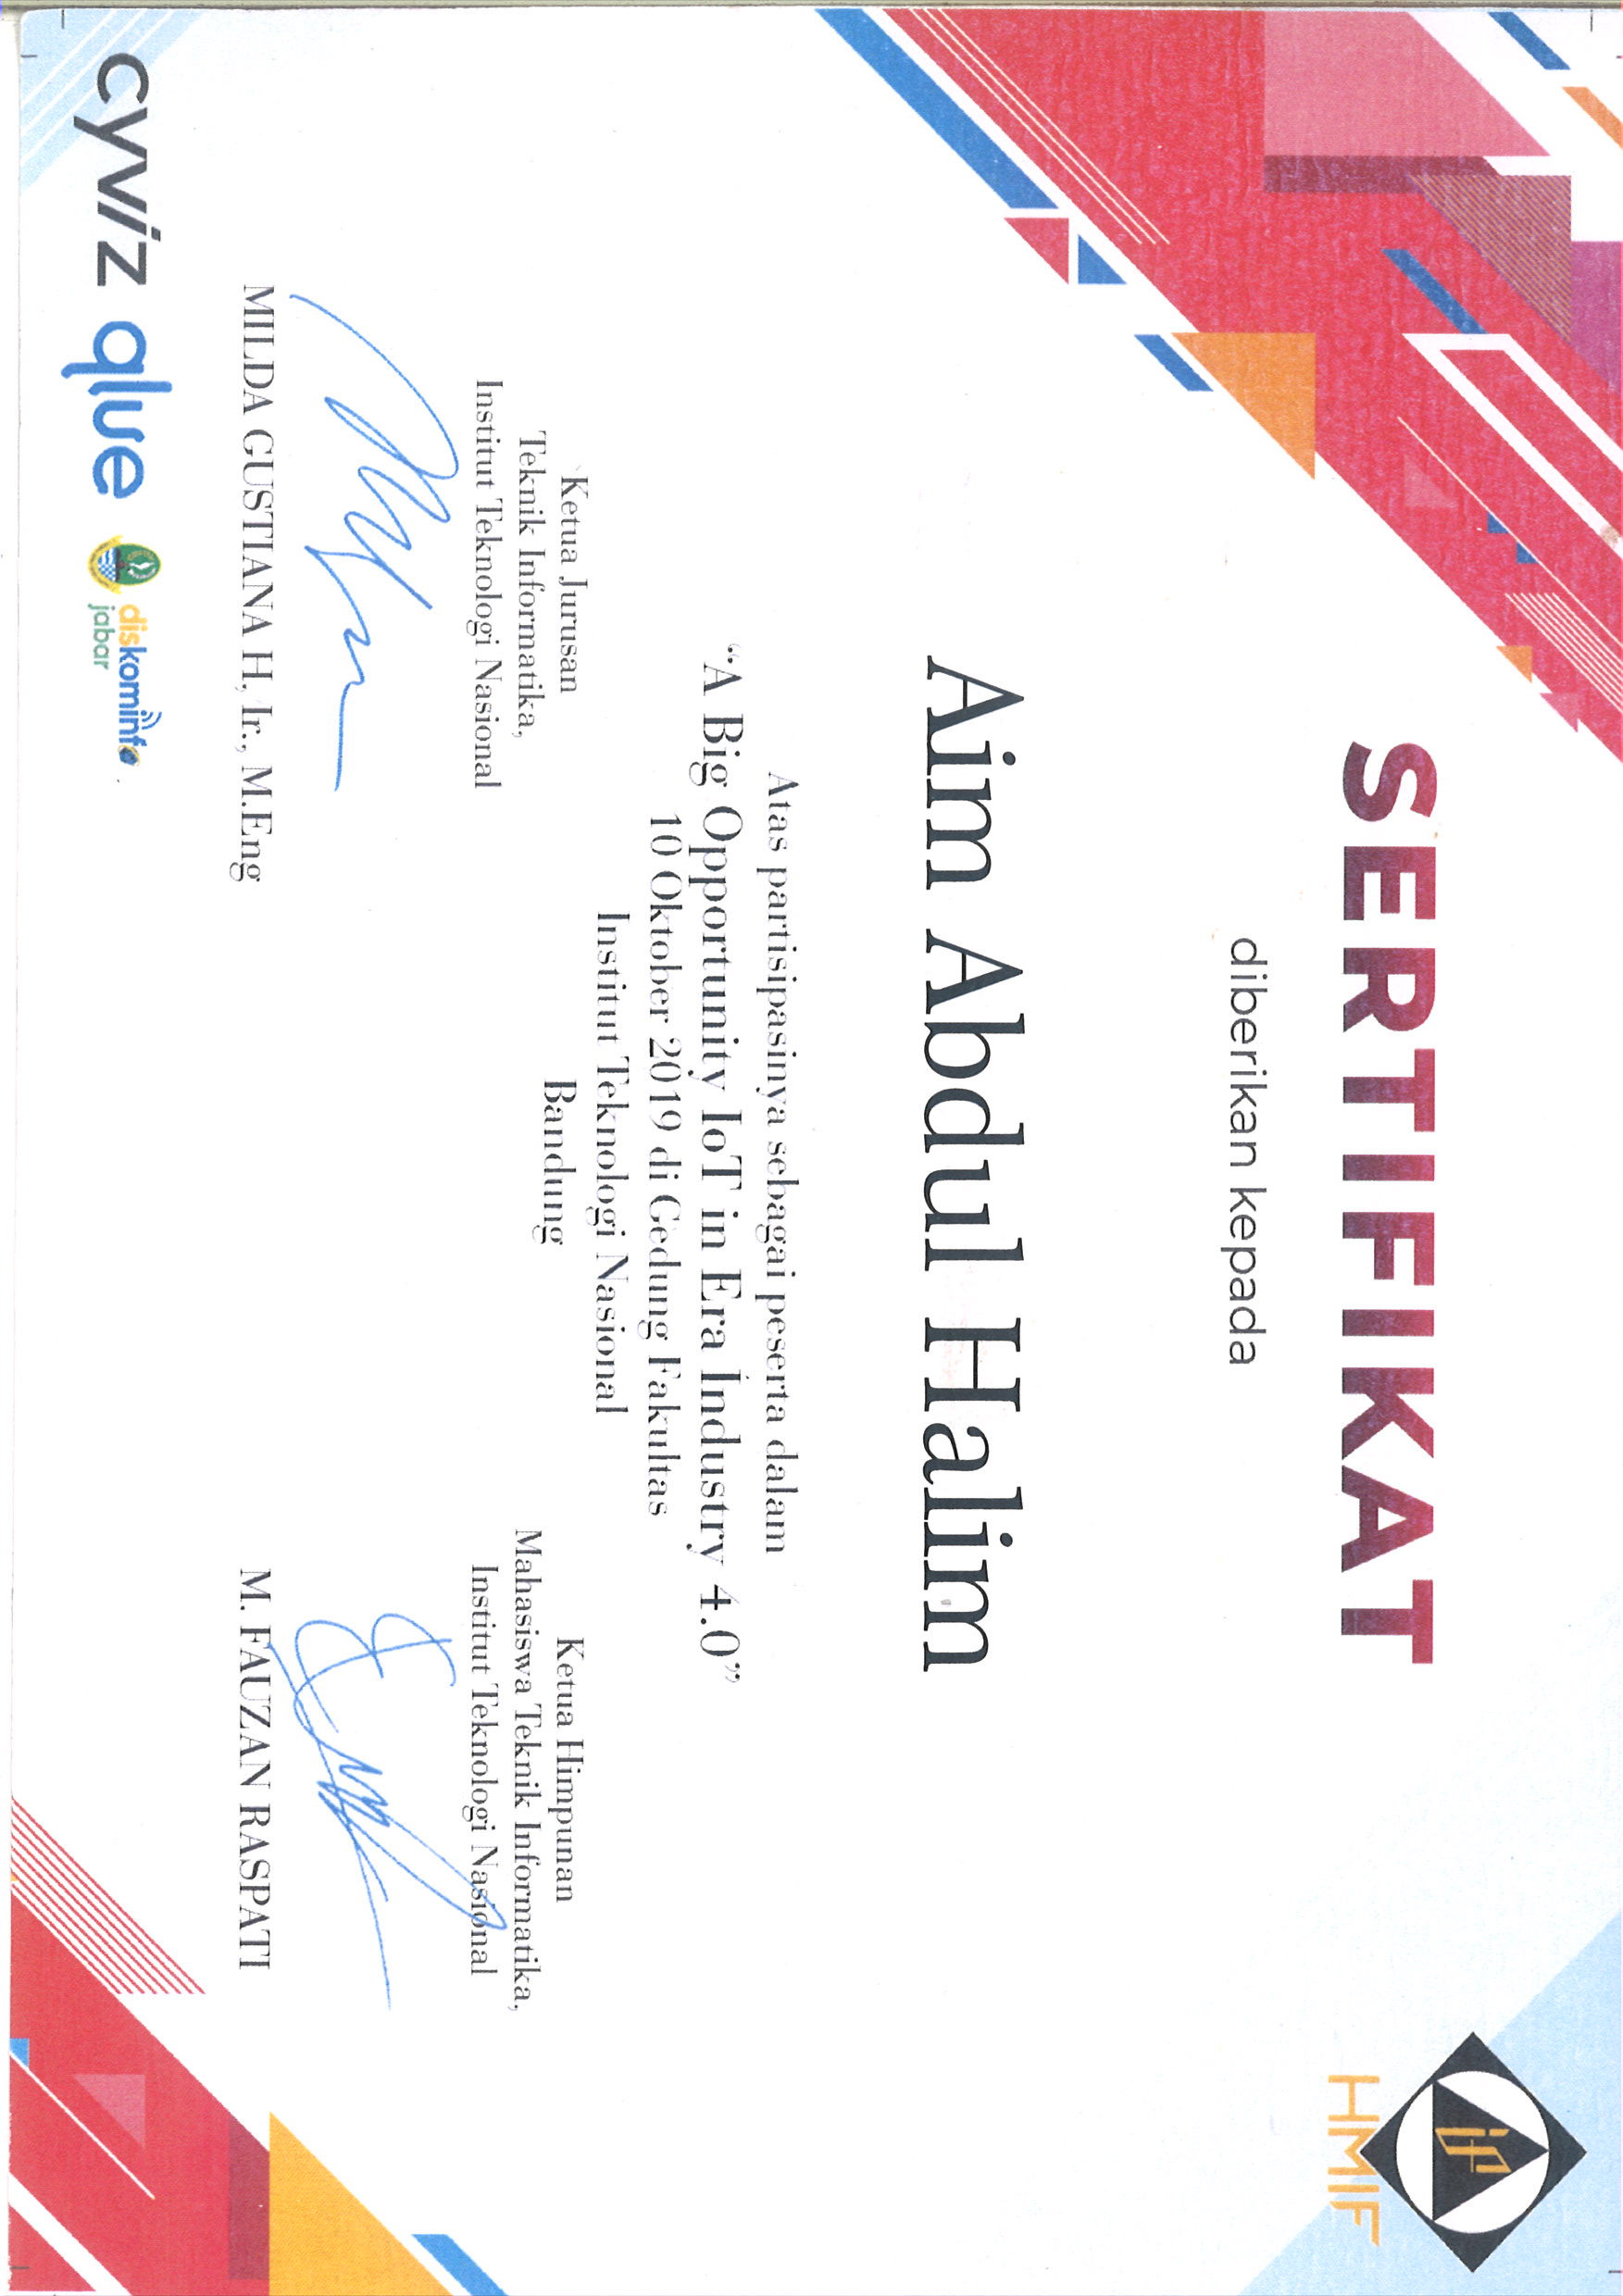 HMIF
SERTIFIKAT
diberikan kepada
Aim Abdul Halim
Atas partisipasinya sebagai peserta dalam
“A Big Opportunity IoT in Era Industry 4.0”
10 Oktober 2019 di Gedung Fakultas
Institut Teknologi Nasional
Bandung
Ketua Jurusan
Teknik Informatika,
Institut Teknologi Nasional
MILDA GUSTIANA H, Ir., M.Eng
Ketua Himpunan
Mahasiswa Teknik Informatika,
Institut Teknologi Nasional
M. FAUZAN RASPATI
cyviz
qlue
diskominfo
jabar